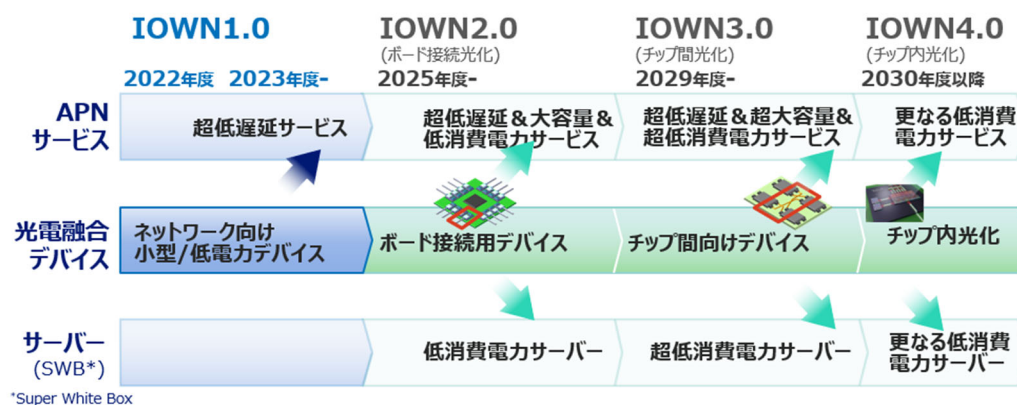 IOWN1.0
IOWN2.0
(ボード接続光化)
IOWN3.0
(チップ間光化)
IOWN4.0
(チップ内光化)
2022年度 2023年度-
2025年度-
2029年度-
2030年度以降
APN
サービス
超低遅延サービス
超低遅延&大容量&
低消費電力サービス
超低遅延&超大容量&
超低消費電力サービス
更なる低消費
電力サービス
光電融合
デバイス
ネットワーク向け
小型/低電力デバイス
ボード接続用デバイス
チップ間向けデバイス
チップ内光化
サーバー
(SWB*)
低消費電力サーバー
超低消費電力サーバー
更なる低消費
電力サーバー
*Super White Box